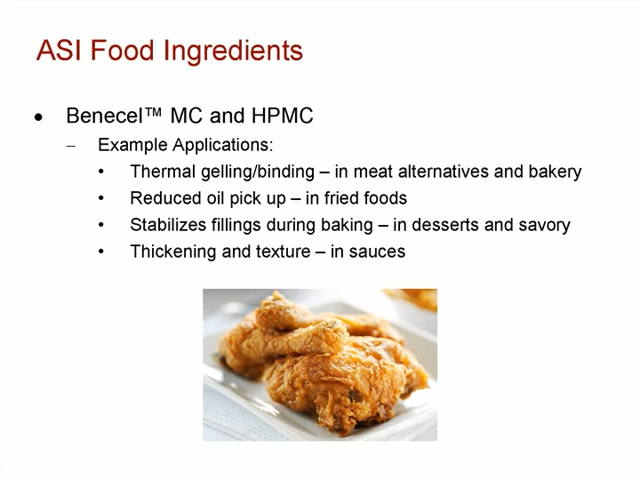 ASI Food Ingredients
• Benecel™ MC and HPMC
– Example Applications:
• Thermal gelling/binding – in meat alternatives and bakery
• Reduced oil pick up – in fried foods
• Stabilizes fillings during baking – in desserts and savory
• Thickening and texture – in sauces